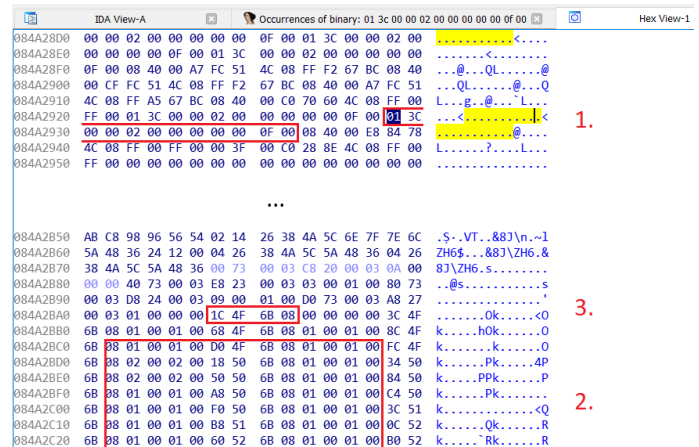 IDA View-A Occurrences of binary: 01 3c 00 00 02 00 00 00 00 00 0f 00 Hex View-1
084A28D0 00 00 02 00 00 00 00 00 0F 00 01 3C 00 00 02 00 ...........<....
084A28E0 00 00 00 00 0F 00 01 3C 00 00 02 00 00 00 00 00 .......<........
084A28F0 0F 00 08 40 00 A7 FC 51 4C 08 FF F2 67 BC 08 40 ...@...QL......@
084A2900 00 CF FC 51 4C 08 FF F2 67 BC 08 40 00 A7 FC 51 ...QL......@...Q
084A2910 4C 08 FF A5 67 BC 08 40 00 C0 70 60 4C 08 FF 00 L...g..@...`L...
084A2920 FF 00 01 3C 00 00 02 00 00 00 00 00 0F 00 01 3C ...<...........<
084A2930 00 00 02 00 00 00 00 00 0F 00 08 40 00 E8 84 78 ...........@....
084A2940 4C 08 FF 00 FF 00 00 3F 00 C0 28 8E 4C 08 FF 00 L......?....L...
084A2950 FF 00 00 00 00 00 00 00 00 00 00 00 00 00 00 00 ................
1.
...
084A2B50 AB C8 98 96 56 54 02 14 26 38 4A 5C 6E 7F 7E 6C
084A2B60 5A 48 36 24 12 00 04 26 38 4A 5C 5A 48 36 04 26 ZH6$...&8J\ZH6.&
084A2B70 38 4A 5C 5A 48 36 00 73 00 03 C8 20 00 03 0A 00 8J\ZH6.s........
084A2B80 00 00 40 73 00 03 E8 23 00 03 03 00 01 00 80 73 ..@s...........s
084A2B90 00 03 D8 24 00 03 09 00 01 00 D0 73 00 03 A8 27 ...............'
084A2BA0 00 03 01 00 00 00 1C 4F 6B 08 00 00 00 00 3C 4F .......Ok.....<O
084A2BB0 6B 08 01 00 01 00 68 4F 6B 08 01 00 01 00 8C 4F k.....hOk......O
084A2BC0 6B 08 01 00 01 00 D0 4F 6B 08 01 00 01 00 FC 4F k.......k......O
084A2BD0 6B 08 02 00 02 00 18 50 6B 08 01 00 01 00 34 50 k......Pk.....4P
084A2BE0 6B 08 02 00 02 00 50 50 6B 08 01 00 01 00 84 50 k.....PPk......P
084A2BF0 6B 08 01 00 01 00 A8 50 6B 08 01 00 01 00 C4 50 k......Pk......P
084A2C00 6B 08 01 00 01 00 F0 50 6B 08 01 00 01 00 3C 51
084A2C10 6B 08 01 00 01 00 B8 51 6B 08 01 00 01 00 0C 52 k......Qk......R
084A2C20 6B 08 01 00 01 00 60 52 6B 08 01 00 01 00 B0 52 k.....`Rk......R
3.
2.